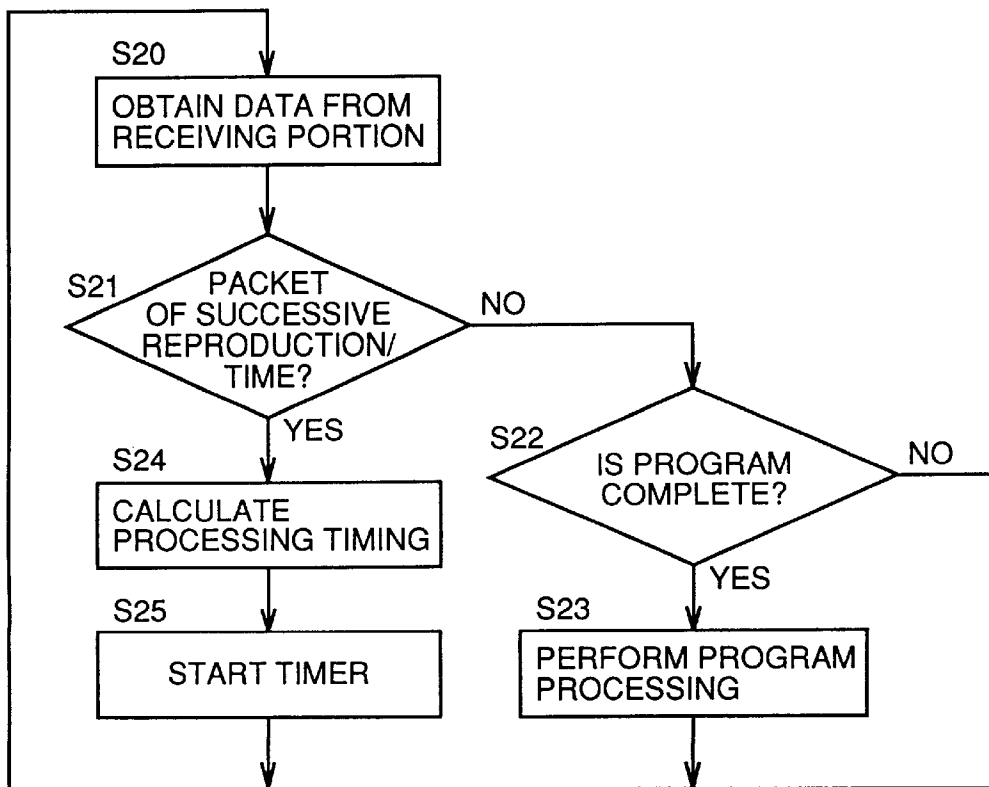 S20
OBTAIN DATA FROM
RECEIVING PORTION
S21
PACKET
OF SUCCESSIVE
REPRODUCTION/
TIME?
NO
YES
S22
IS PROGRAM
COMPLETE?
NO
YES
S24
CALCULATE
PROCESSING TIMING
S25
START TIMER
S23
PERFORM PROGRAM
PROCESSING